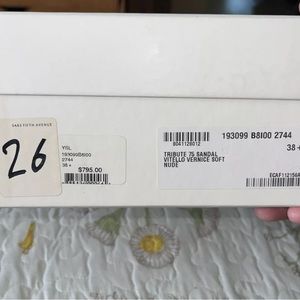 SAKS FIFTH AVENUE
26
YSL
193099B8I00
2744
38 +
$795.00
193099 B8I00 2744
8041128012
38 +
TRIBUTE 75 SANDAL
VITELLO VERNICE SOFT
NUDE